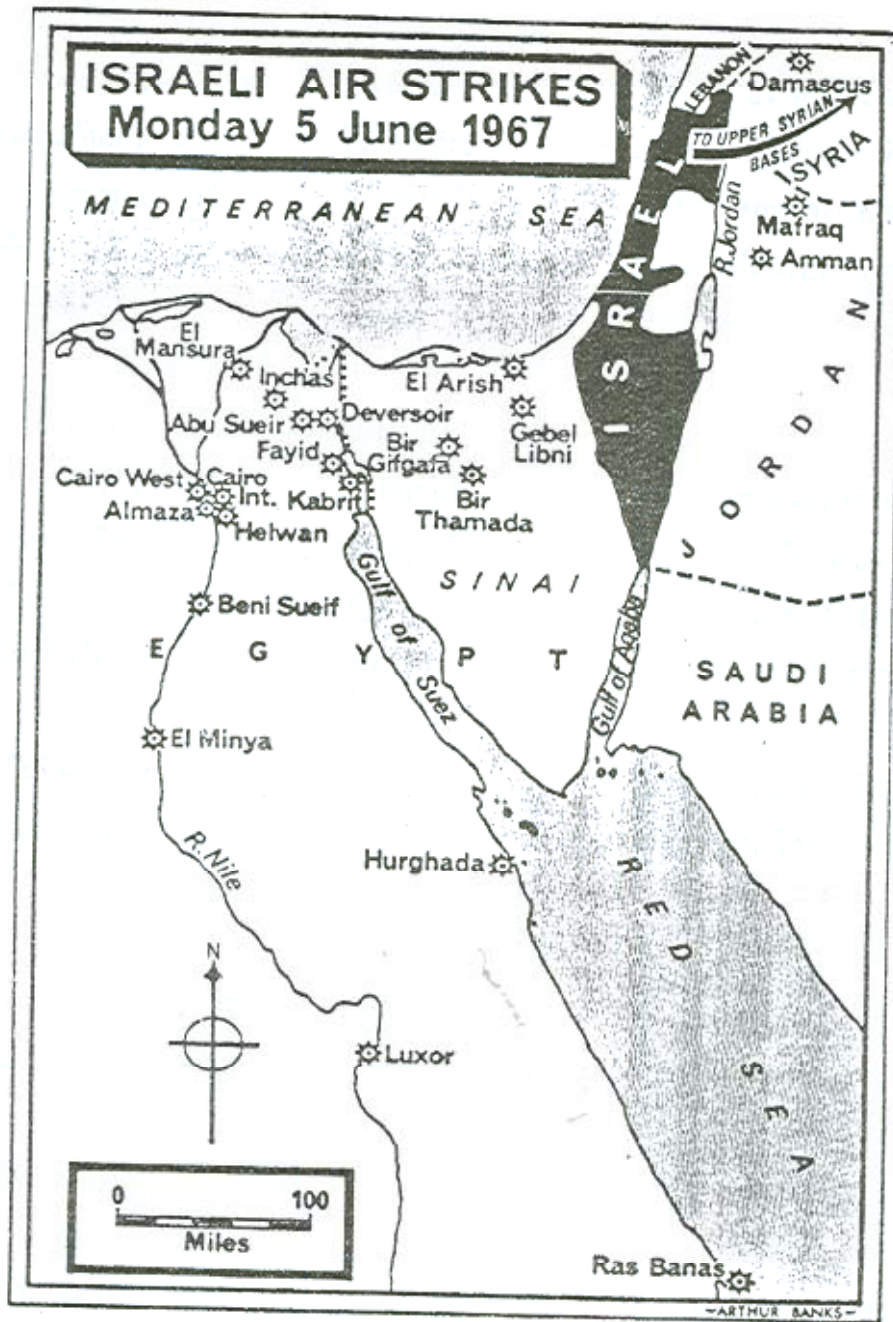 ISRAELI AIR STRIKES
Monday 5 June 1967
LEBANON
Damascus
TO UPPER SYRIAN
BASES
SYRIA
MEDITERRANEAN SEA
ISRAEL
R.Jordan
Mafraq
Amman
JORDAN
El
Mansura
Inchas
El Arish
Abu Sueir
Deversoir
Gebel
Libni
Fayid
Bir
Gifgafa
Cairo West
Cairo
Int.
Kabrit
Bir
Thamada
Almaza
Helwan
Gulf
of
Suez
SINAI
Beni Sueif
EGYPT
Gulf of Aqaba
SAUDI
ARABIA
El Minya
R.Nile
Hurghada
RED SEA
N
Luxor
0 100
Miles
Ras Banas
-ARTHUR BANKS-